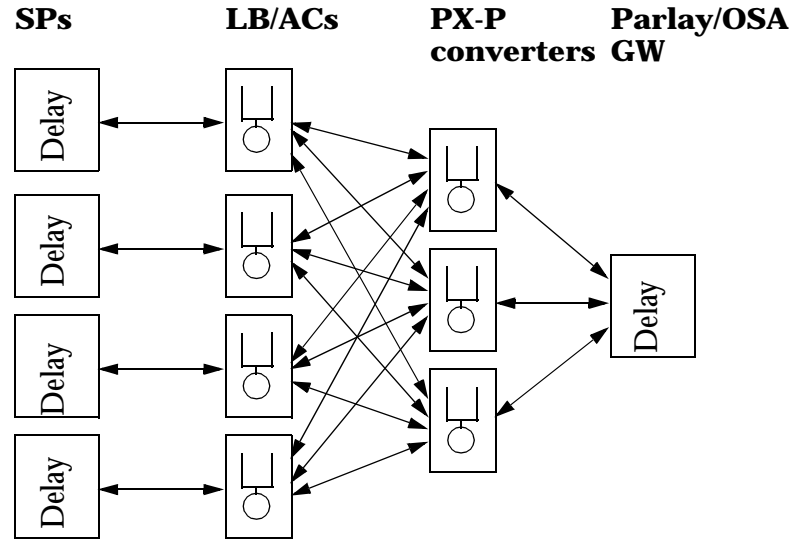 SPs LB/ACs PX-P Parlay/OSA
converters GW
Delay
Delay
Delay
Delay
Delay